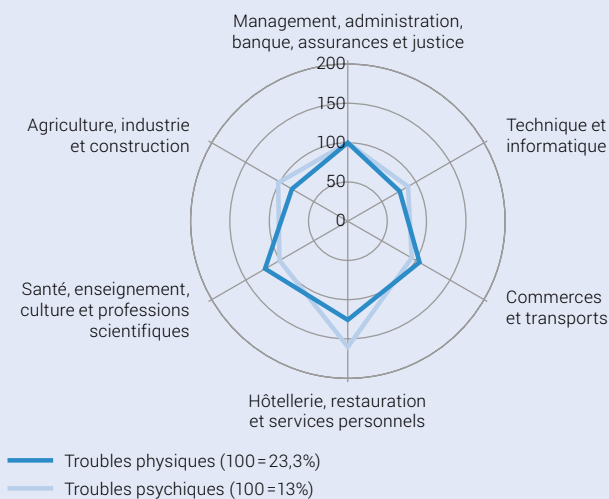 Management, administration,
banque, assurances et justice
200
150
100
50
0
Technique et
informatique
Commerces
et transports
Hôtellerie, restauration
et services personnels
Santé, enseignement,
culture et professions
scientifiques
Agriculture, industrie
et construction
Troubles physiques (100=23,3%)
Troubles psychiques (100=13%)